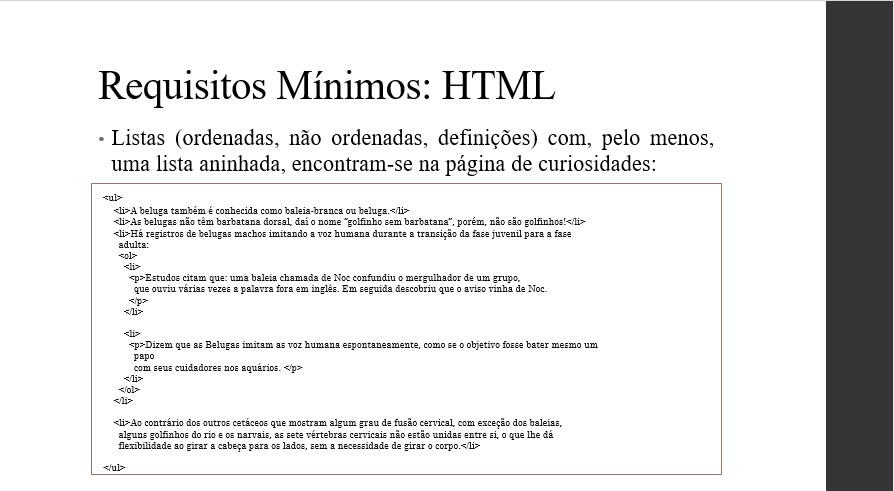 Requisitos Mínimos: HTML
• Listas (ordenadas, não ordenadas, definições) com, pelo menos,
uma lista aninhada, encontram-se na página de curiosidades:
<ul>
<li>A beluga também é conhecida como baleia-branca ou beluga.</li>
<li>As belugas não têm barbatana dorsal, daí o nome “golfinho sem barbatana”, porém, não são golfinhos!</li>
<li>Há registros de belugas machos imitando a voz humana durante a transição da fase juvenil para a fase
adulta:
<ol>
<li>
<p>Estudos citam que: uma baleia chamada de Noc confundiu o mergulhador de um grupo,
que ouviu várias vezes a palavra fora em inglês. Em seguida descobriu que o aviso vinha de Noc.
</p>
</li>
<li>
<p>Dizem que as Belugas imitam as voz humana espontaneamente, como se o objetivo fosse bater mesmo um
papo
com seus cuidadores nos aquários. </p>
</li>
</ol>
</li>
<li>Ao contrário dos outros cetáceos que mostram algum grau de fusão cervical, com exceção dos baleias,
alguns golfinhos do rio e os narvais, as sete vértebras cervicais não estão unidas entre si, o que lhe dá
flexibilidade ao girar a cabeça para os lados, sem a necessidade de girar o corpo.</li>
</ul>